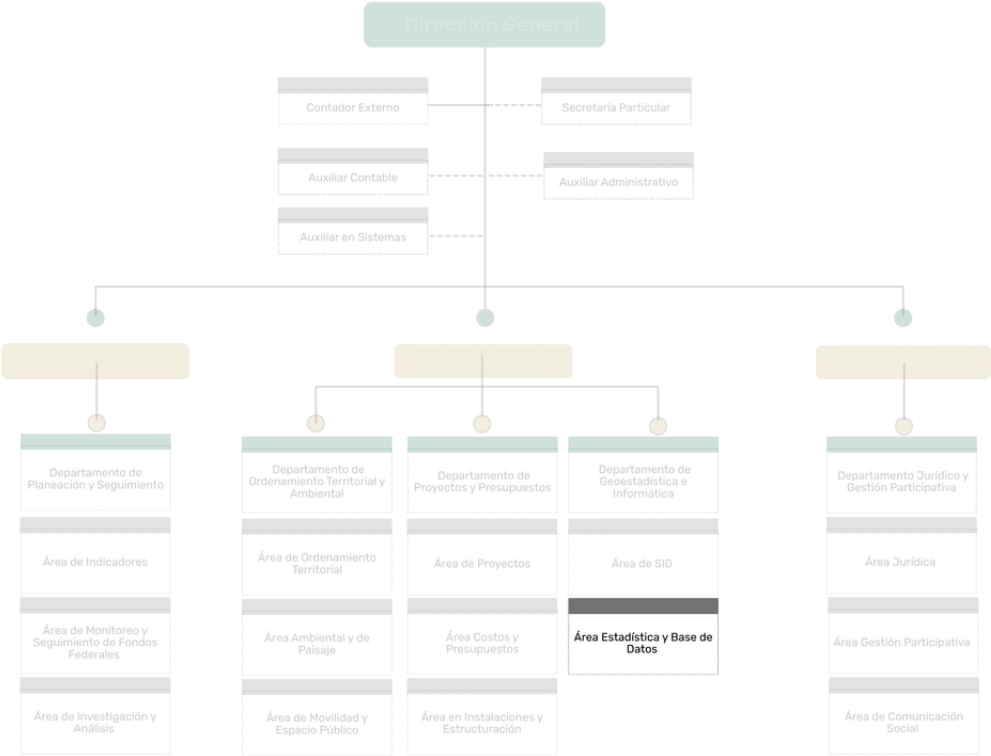 Dirección General
Contador Externo
Secretaria Particular
Auxiliar Contable
Auxiliar Administrativo
Auxiliar en Sistemas
Departamento de
Planeación y Seguimiento
Área de Indicadores
Área de Monitoreo y
Seguimiento de Fondos
Federales
Área de Investigación y
Análisis
Departamento de
Ordenamiento Territorial y
Ambiental
Área de Ordenamiento
Territorial
Área Ambiental y de
Paisaje
Área de Movilidad y
Espacio Público
Departamento de
Proyectos y Presupuestos
Área de Proyectos
Área Costos y
Presupuestos
Área en Instalaciones y
Estructuración
Departamento de
Geoestadística e
Informática
Área de SIG
Área Estadística y Base de
Datos
Departamento Jurídico y
Gestión Participativa
Área Jurídica
Área Gestión Participativa
Área de Comunicación
Social